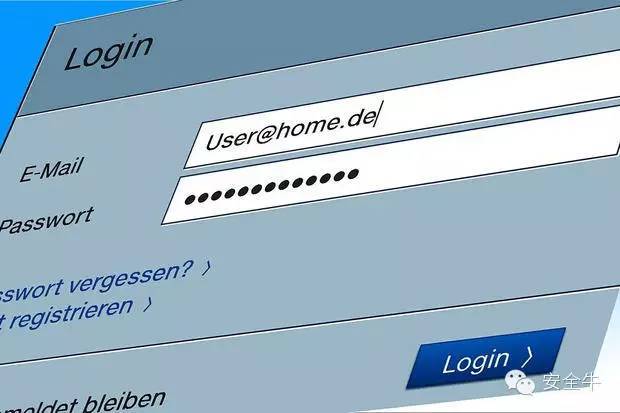 Login
E-Mail
User@home.de
Passwort
●●●●●●●●●●●●●
sswort vergessen? 〉
t registrieren 〉
meldet bleiben
Login 〉
安全牛